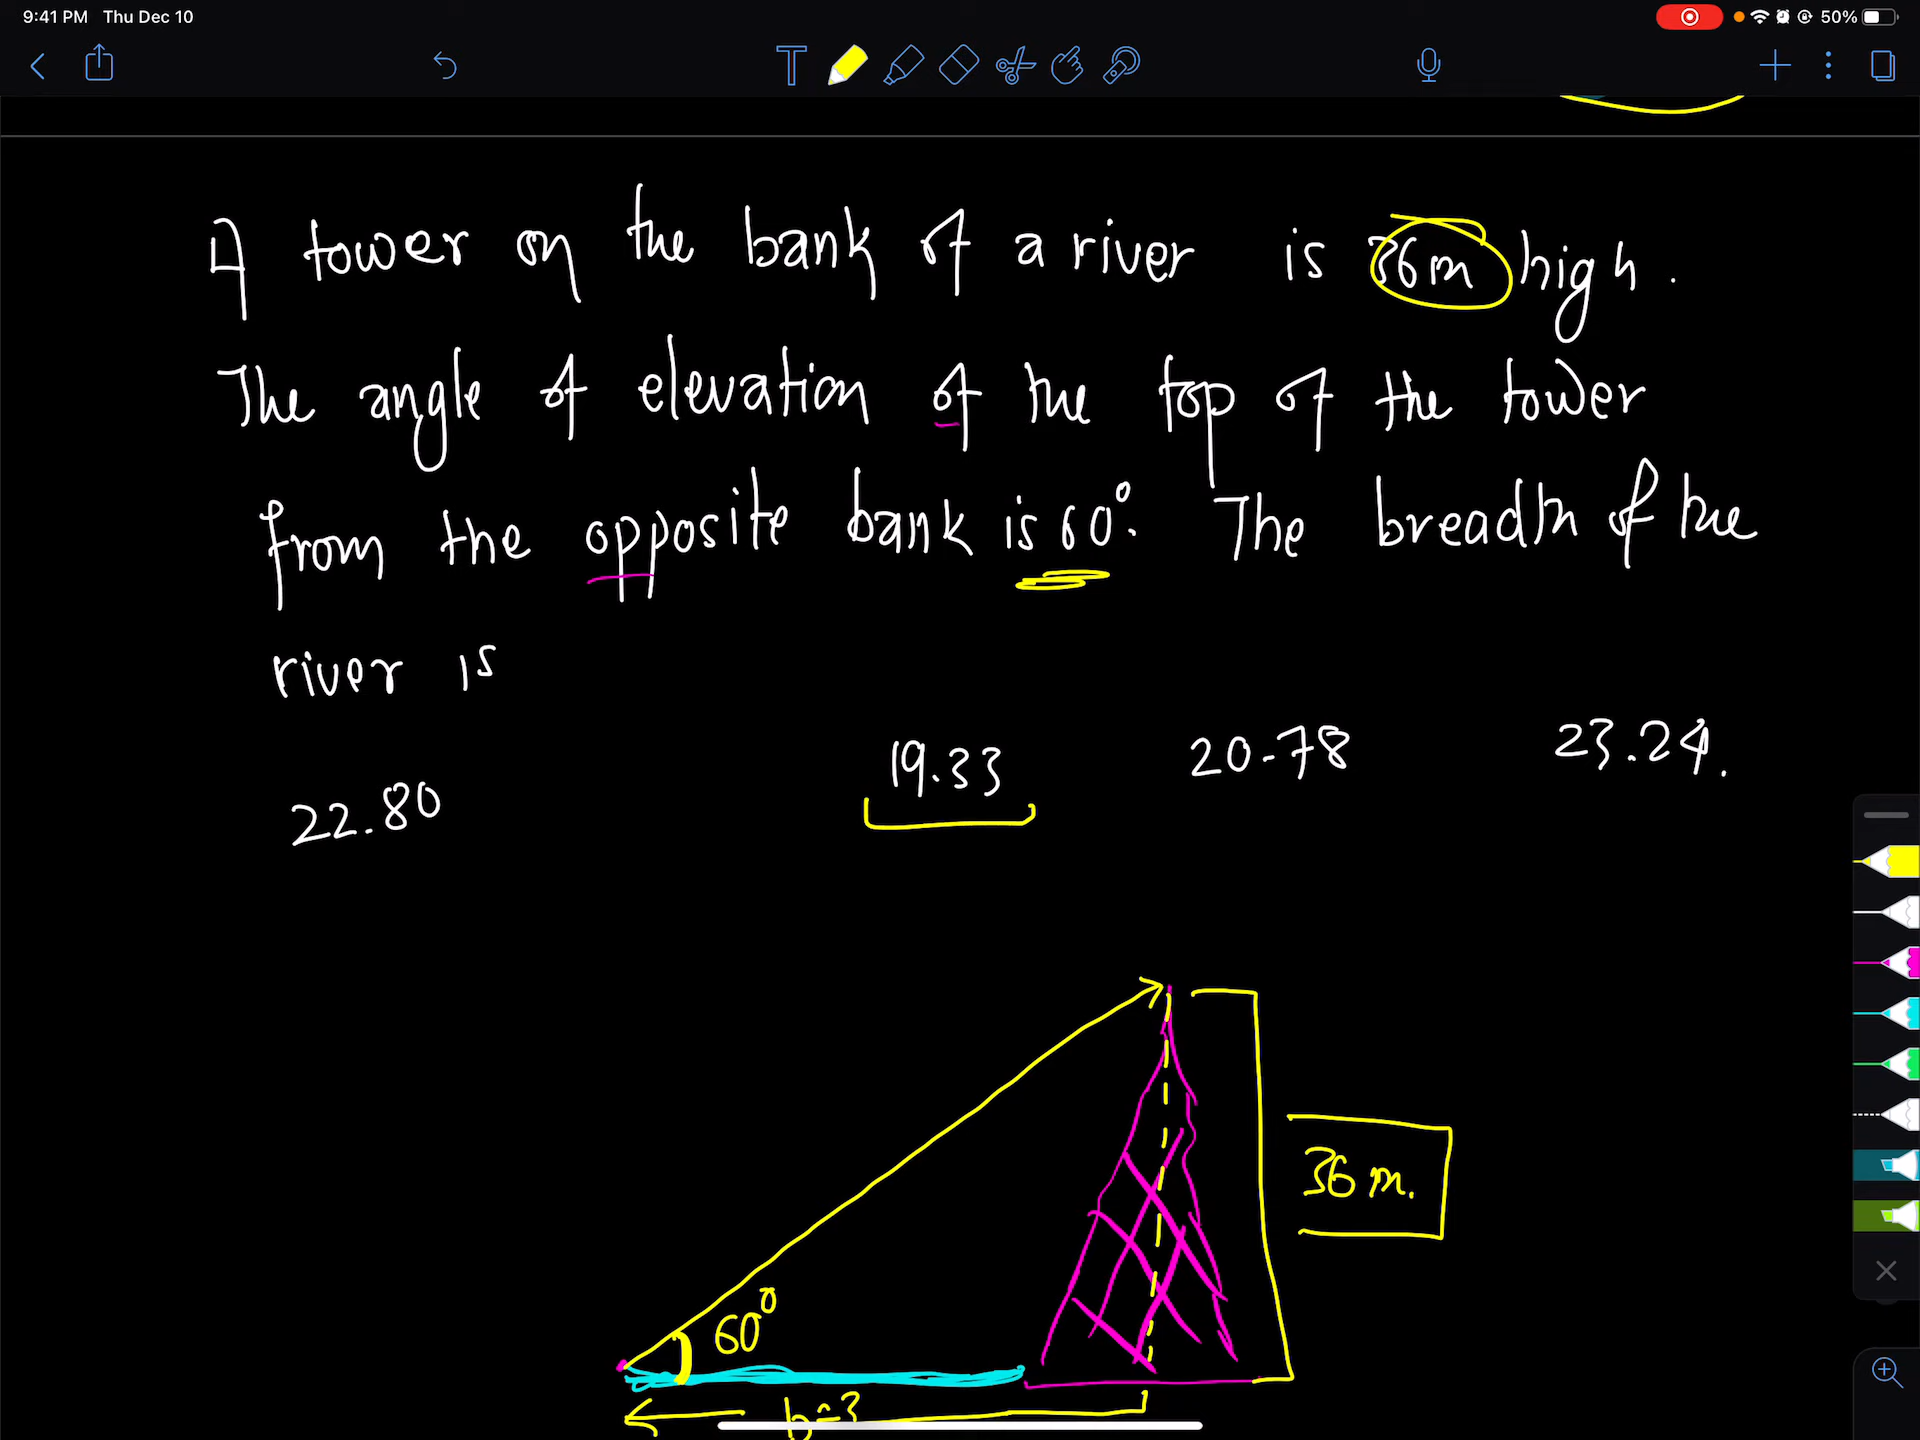 9:41 PM Thu Dec 10
50%
A tower on the bank of a river is 36m high.
The angle of elevation of the top of the tower
from the opposite bank is 60°. The breadth of the
river is
22.80 19.33 20.78 23.24.
36 m.
60°
b=?